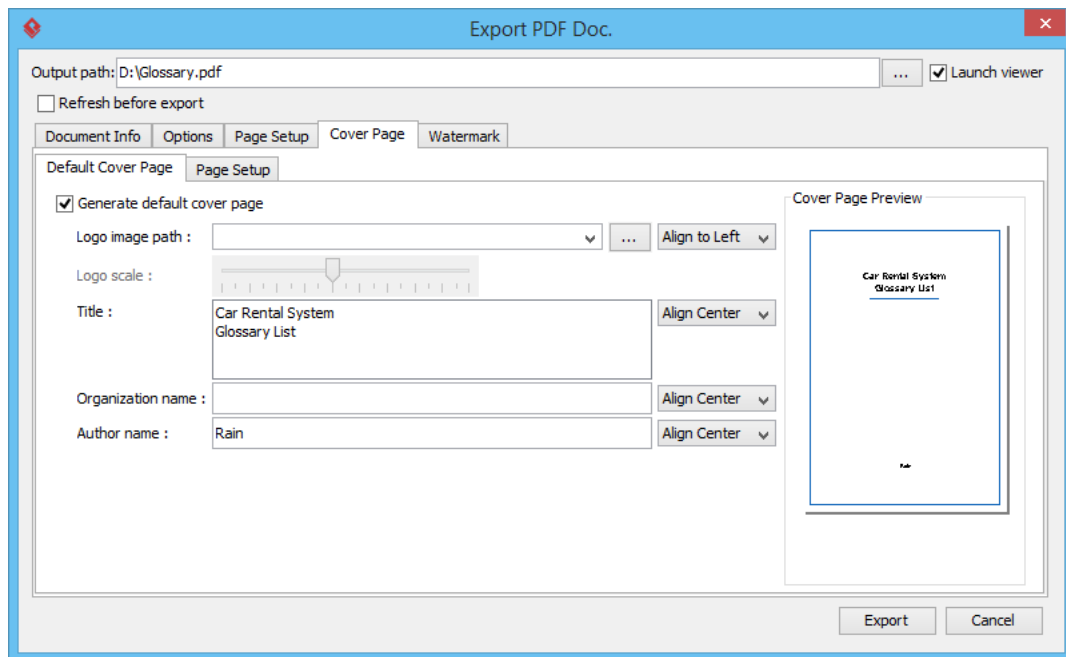 Export PDF Doc.
Output path: D:\Glossary.pdf ... Launch viewer
Refresh before export
Document Info Options Page Setup Cover Page Watermark
Default Cover Page Page Setup
Generate default cover page
Logo image path : ... Align to Left
Logo scale :
Title : Car Rental System Align Center
Glossary List
Organization name : Align Center
Author name : Rain Align Center
Cover Page Preview
Car Rental System
Glossary List
Rain
Export Cancel